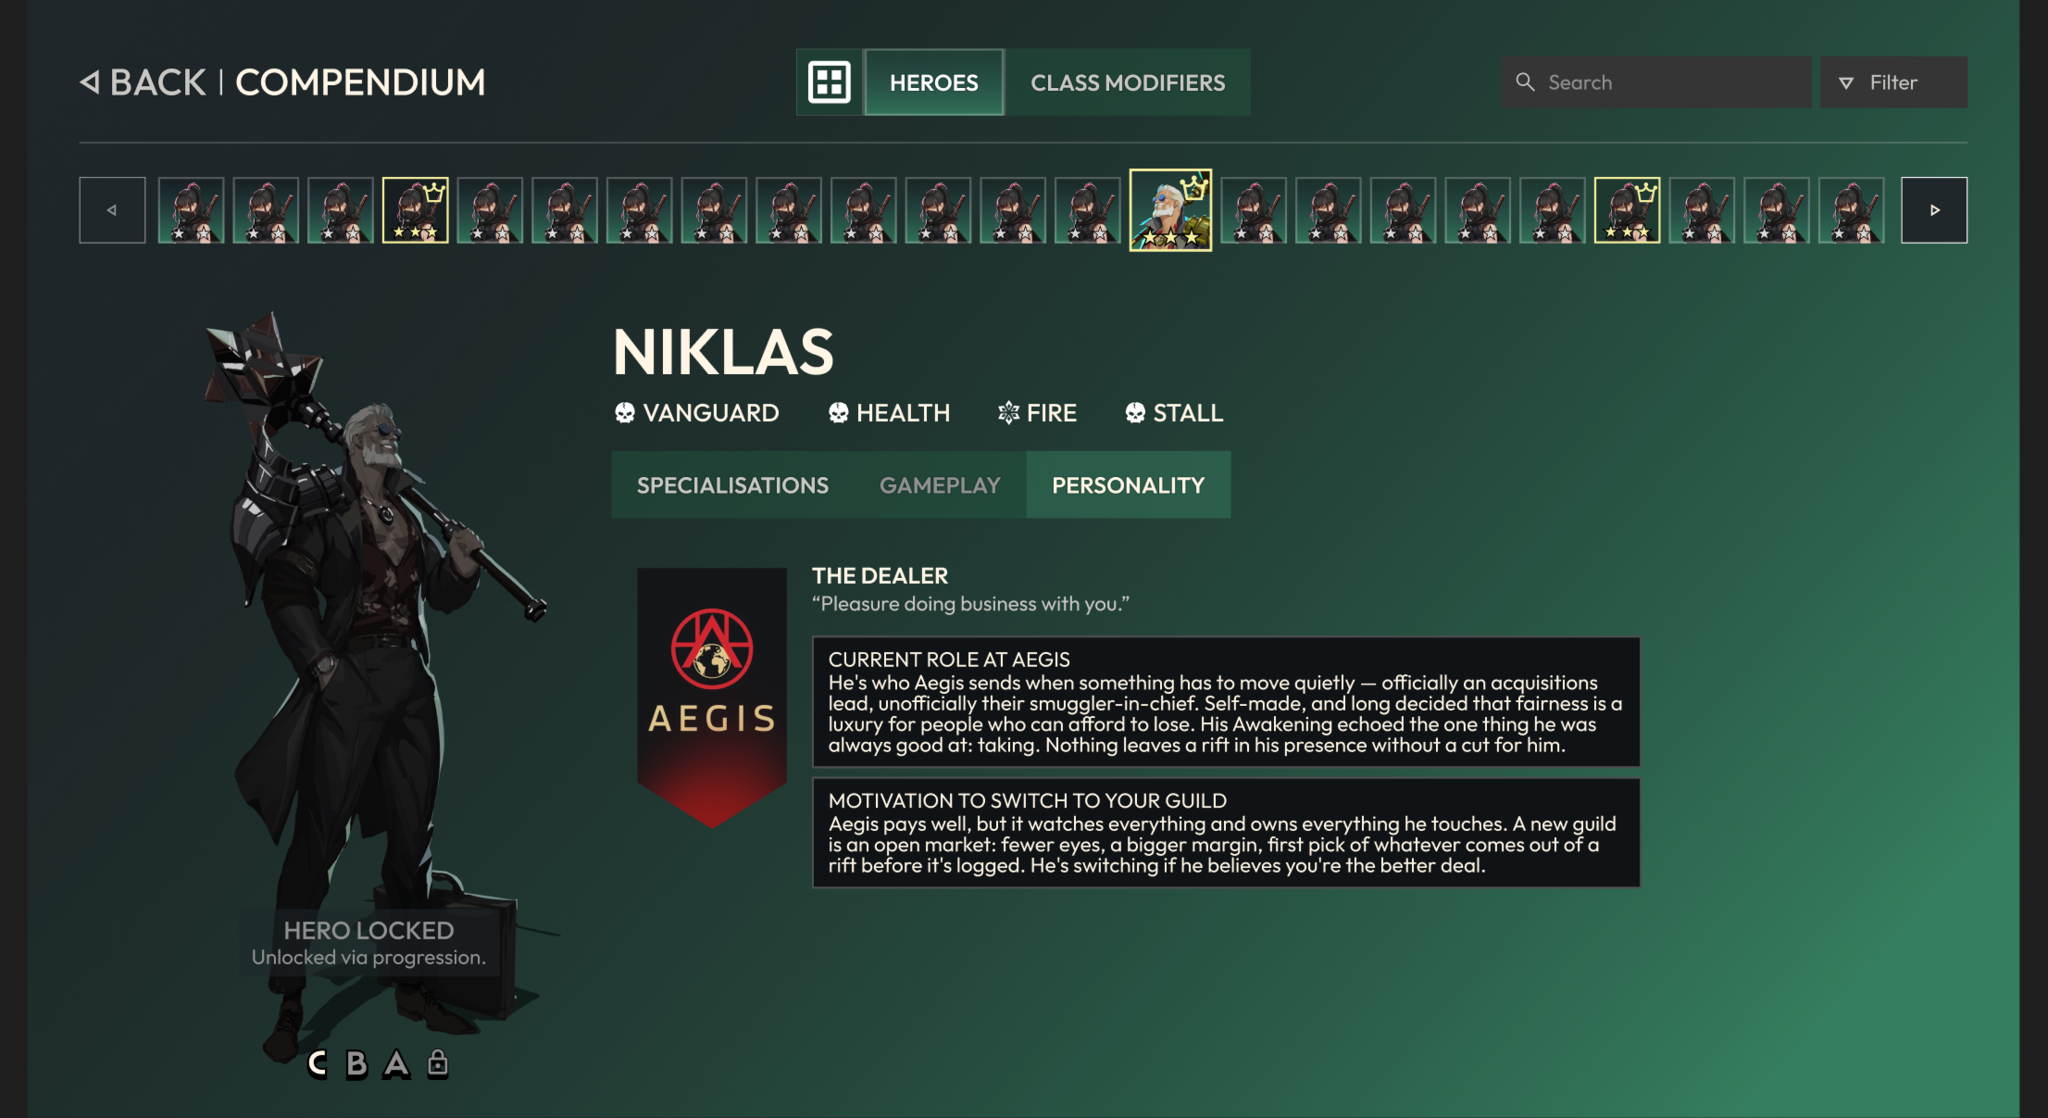 BACK | COMPENDIUM
HEROES
CLASS MODIFIERS
Search
Filter
NIKLAS
VANGUARD
HEALTH
FIRE
STALL
SPECIALISATIONS
GAMEPLAY
PERSONALITY
AEGIS
THE DEALER
“Pleasure doing business with you.”
CURRENT ROLE AT AEGIS
He's who Aegis sends when something has to move quietly — officially an acquisitions
lead, unofficially their smuggler-in-chief. Self-made, and long decided that fairness is a
luxury for people who can afford to lose. His Awakening echoed the one thing he was
always good at: taking. Nothing leaves a rift in his presence without a cut for him.
MOTIVATION TO SWITCH TO YOUR GUILD
Aegis pays well, but it watches everything and owns everything he touches. A new guild
is an open market: fewer eyes, a bigger margin, first pick of whatever comes out of a
rift before it's logged. He's switching if he believes you're the better deal.
HERO LOCKED
Unlocked via progression.
C B A